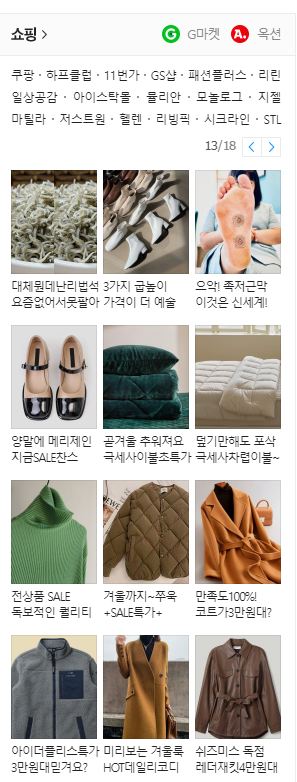 쇼핑 >
G G마켓 A. 옥션
쿠팡 · 하프클럽 · 11번가 · GS샵 · 패션플러스 · 리린
일상공감 · 아이스탁몰 · 율리안 · 모놀로그 · 지젤
마틸라 · 저스트원 · 헬렌 · 리빙픽 · 시크라인 · STL
13/18 < >
대체뭔데난리법석
요즘없어서못팔아
3가지 굽높이
가격이 더 예술
으악! 족저근막
이것은 신세계!
양말에 메리제인
지금SALE찬스
곧겨울 추워져요
극세사이불초특가
덮기만해도 포삭
극세사차렵이불~
전상품 SALE
독보적인 퀄리티
겨울까지~쭈욱
+SALE특가+
만족도100%!
코트가3만원대?
아이더플리스특가
3만원대믿겨요?
미리보는 겨울룩
HOT데일리코디
쉬즈미스 독점
레더재킷4만원대